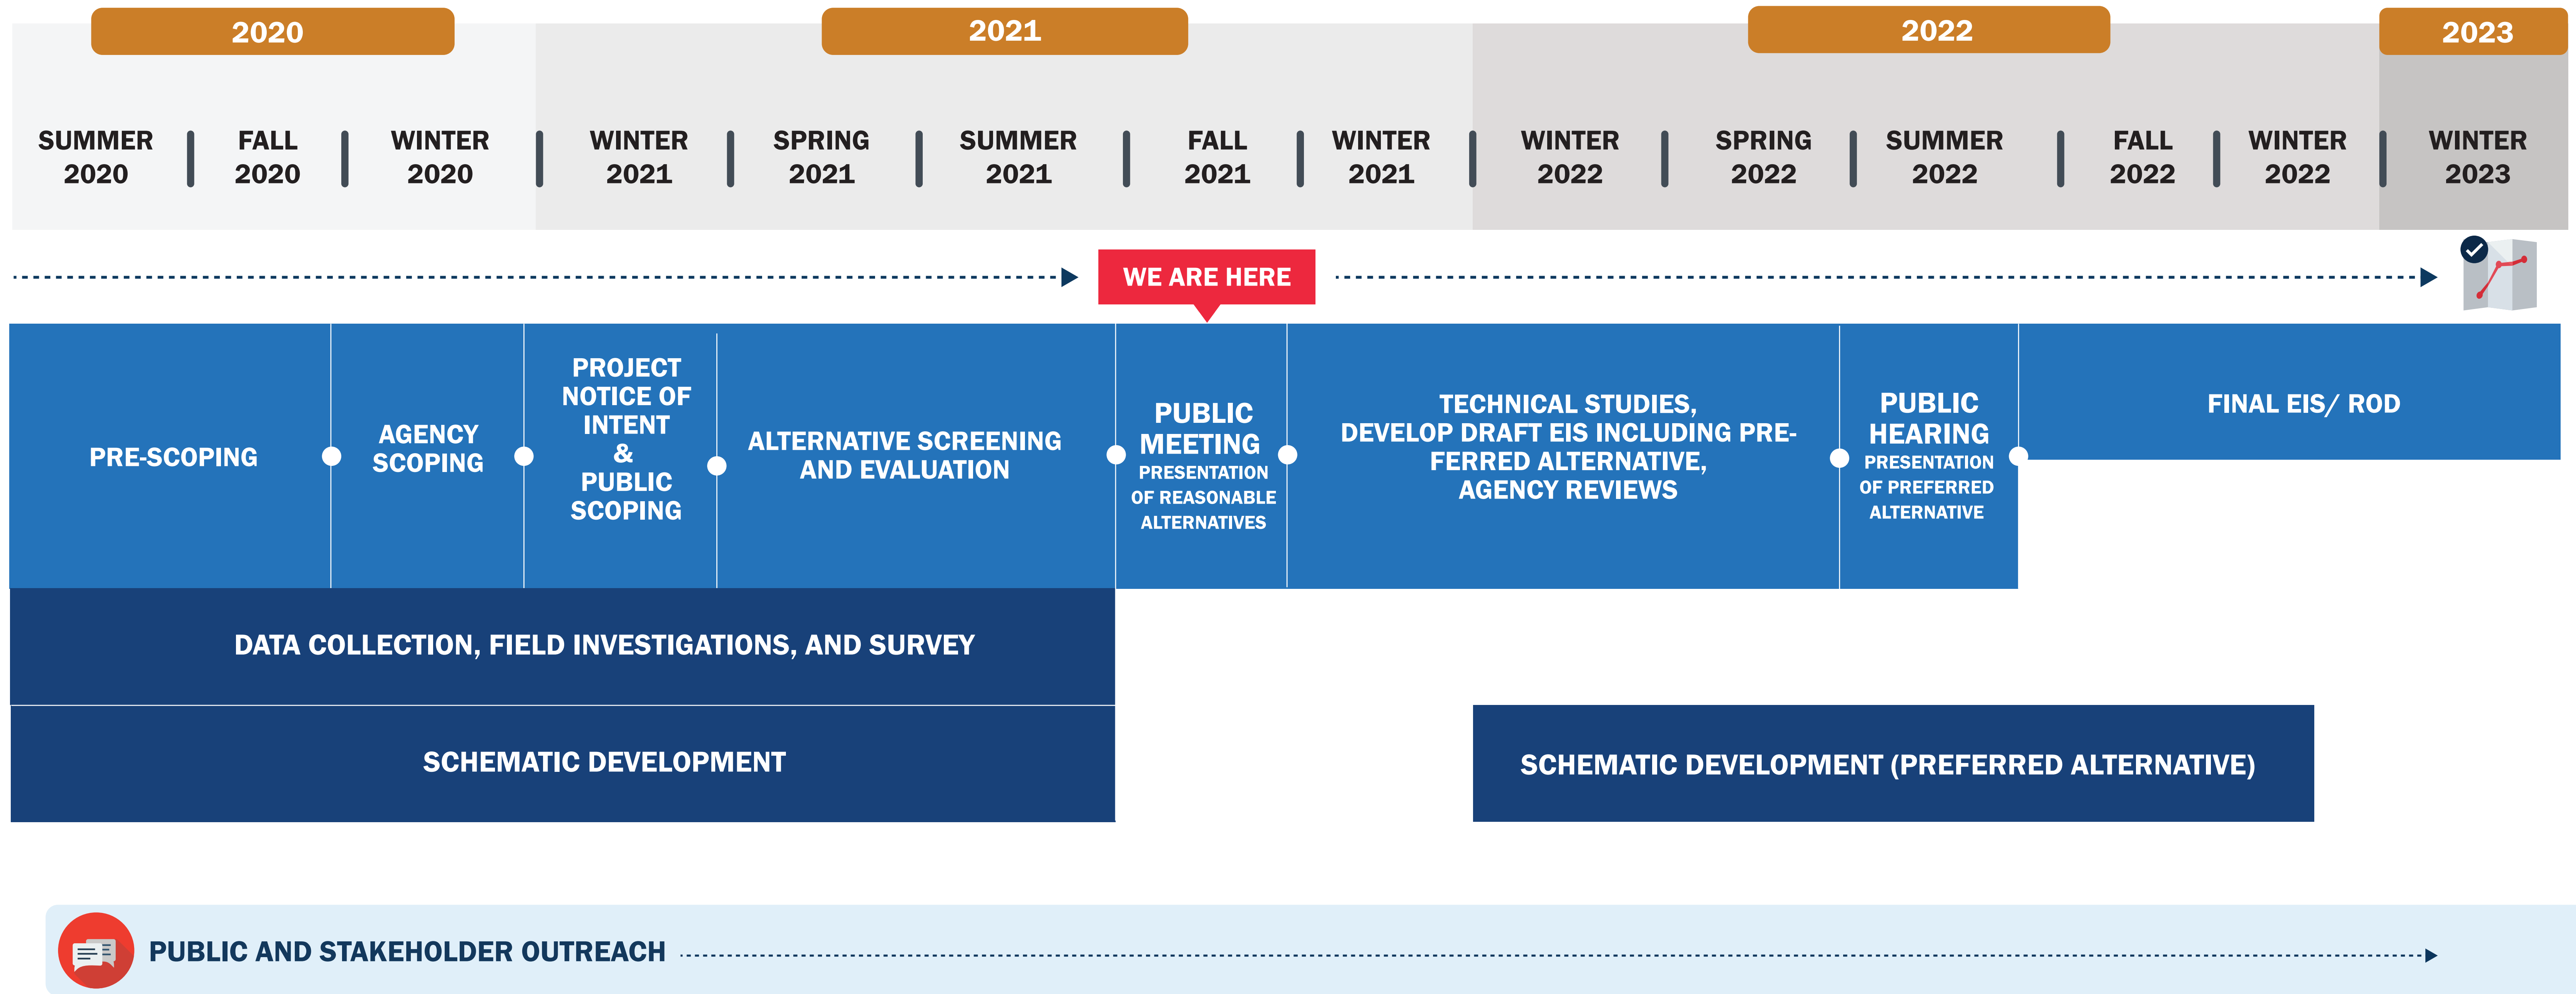 2020
2021
2022
2023
SUMMER
2020
FALL
2020
WINTER
2020
WINTER
2021
SPRING
2021
SUMMER
2021
FALL
2021
WINTER
2021
WINTER
2022
SPRING
2022
SUMMER
2022
FALL
2022
WINTER
2022
WINTER
2023
WE ARE HERE
PRE-SCOPING
AGENCY
SCOPING
PROJECT
NOTICE OF
INTENT
&
PUBLIC
SCOPING
ALTERNATIVE SCREENING
AND EVALUATION
PUBLIC
MEETING
PRESENTATION
OF REASONABLE
ALTERNATIVES
TECHNICAL STUDIES,
DEVELOP DRAFT EIS INCLUDING PRE-
FERRED ALTERNATIVE,
AGENCY REVIEWS
PUBLIC
HEARING
PRESENTATION
OF PREFERRED
ALTERNATIVE
FINAL EIS/ ROD
DATA COLLECTION, FIELD INVESTIGATIONS, AND SURVEY
SCHEMATIC DEVELOPMENT
SCHEMATIC DEVELOPMENT (PREFERRED ALTERNATIVE)
PUBLIC AND STAKEHOLDER OUTREACH